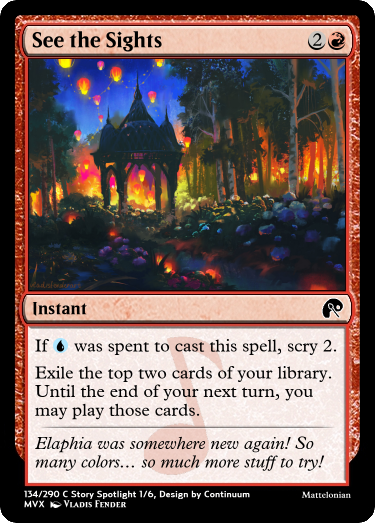 See the Sights 2
Instant
If was spent to cast this spell, scry 2.
Exile the top two cards of your library.
Until the end of your next turn, you
may play those cards.
Elaphia was somewhere new again! So
many colors… so much more stuff to try!
134/290 C Story Spotlight 1/6, Design by Continuum
MVX Vladis Fender
Mattelonian